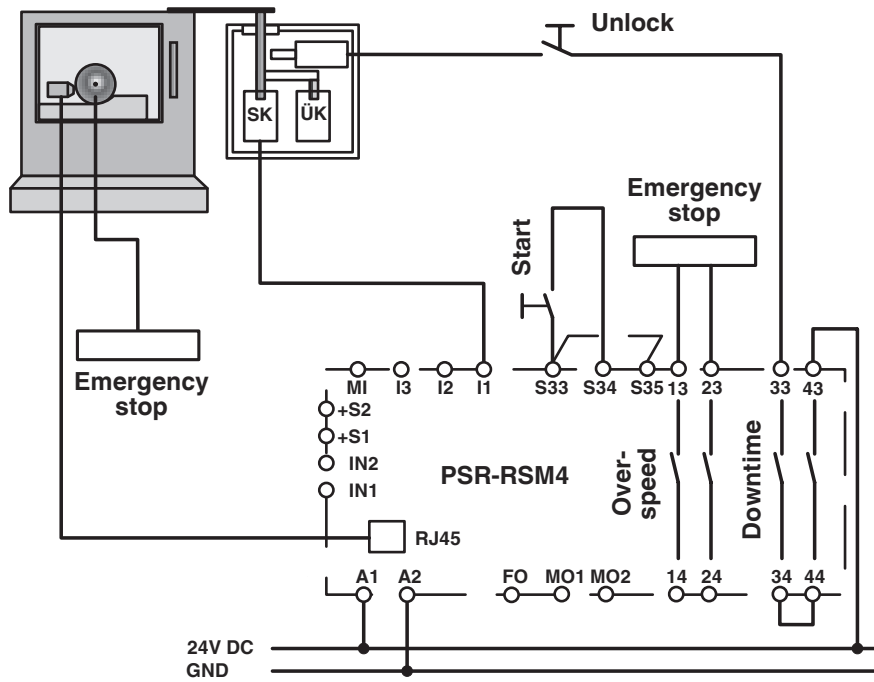 Unlock
SK
ÜK
Emergency
stop
Start
Emergency
stop
MI
I3
I2
I1
S33
S34
S35
13
23
33
43
+S2
+S1
IN2
IN1
PSR-RSM4
Over-
speed
Downtime
RJ45
A1
A2
FO
MO1
MO2
14
24
34
44
24V DC
GND